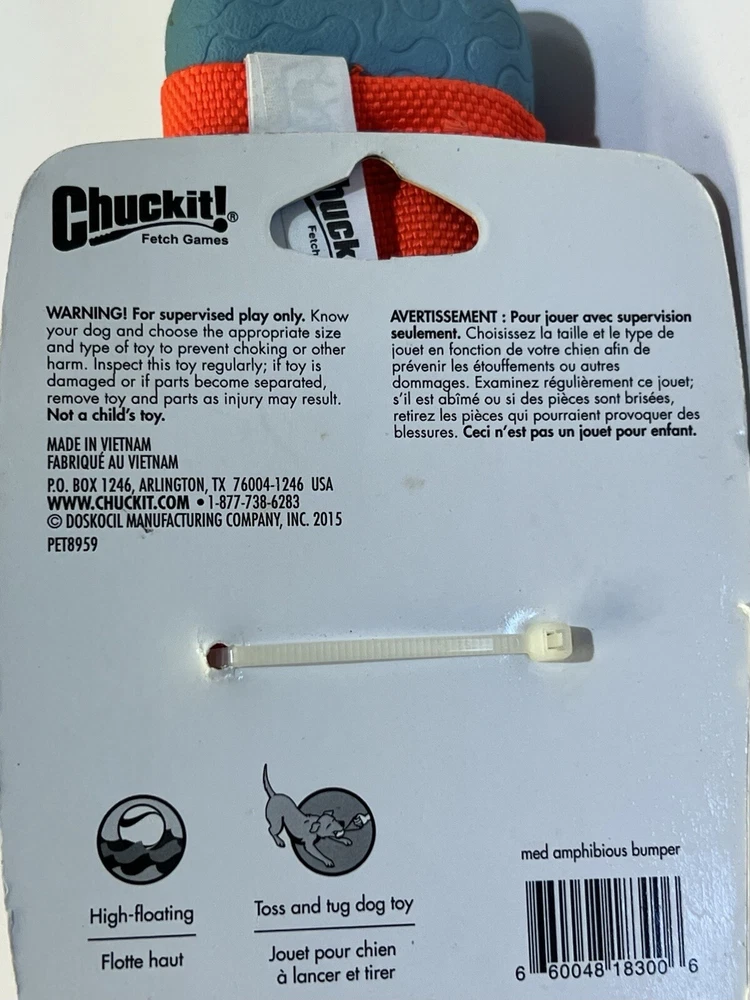 Chuckit!®
Fetch Games
huck
Fetch
WARNING! For supervised play only. Know
your dog and choose the appropriate size
and type of toy to prevent choking or other
harm. Inspect this toy regularly; if toy is
damaged or if parts become separated,
remove toy and parts as injury may result.
Not a child's toy.
MADE IN VIETNAM
FABRIQUÉ AU VIETNAM
P.O. BOX 1246, ARLINGTON, TX 76004-1246 USA
WWW.CHUCKIT.COM • 1-877-738-6283
© DOSKOCIL MANUFACTURING COMPANY, INC. 2015
PET8959
AVERTISSEMENT : Pour jouer avec supervision
seulement. Choisissez la taille et le type de
jouet en fonction de votre chien afin de
prévenir les étouffements ou autres
dommages. Examinez régulièrement ce jouet;
s'il est abîmé ou si des pièces sont brisées,
retirez les pièces qui pourraient provoquer des
blessures. Ceci n'est pas un jouet pour enfant.
High-floating
Flotte haut
Toss and tug dog toy
Jouet pour chien
à lancer et tirer
med amphibious bumper
6 60048 18300 6